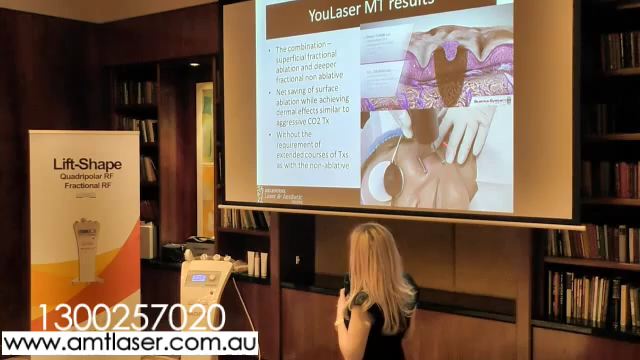 YouLaser MT results
• The combination –
superficial fractional
ablation and deeper
fractional non ablative
• Net saving of surface
ablation while achieving
dermal effects similar to
aggressive CO2 Tx
• Without the
requirement of
extended courses of Txs
as with the non-ablative
Laser & Aesthetic
Lift-Shape
Quadripolar RF
Fractional RF
1300257020
www.amtlaser.com.au